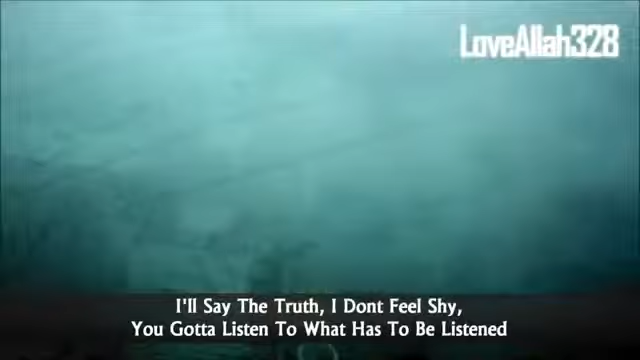 LoveAllah328
I'll Say The Truth, I Dont Feel Shy,
You Gotta Listen To What Has To Be Listened